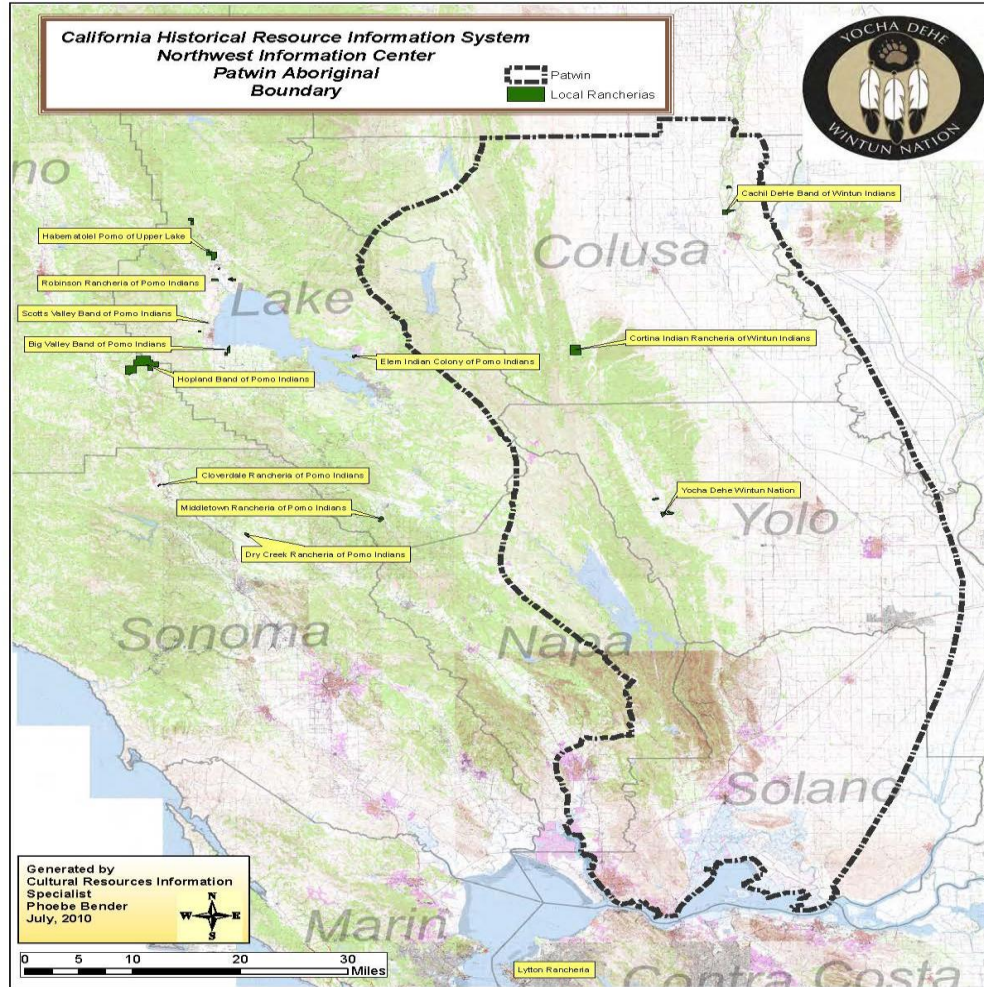 California Historical Resource Information System
Northwest Information Center
Patwin Aboriginal
Boundary
Patwin
Local Rancherias
YOCHA DEHE
WINTUN NATION
no
Cachil DeHe Band of Wintun Indians
Habematolel Pomo of Upper Lake
Colusa
Robinson Rancheria of Pomo Indians
Lake
Scotts Valley Band of Pomo Indians
Big Valley Band of Pomo Indians
Cortina Indian Rancheria of Wintun Indians
Elem Indian Colony of Pomo Indians
Hopland Band of Pomo Indians
Cloverdale Rancheria of Pomo Indians
Yocha Dehe Wintun Nation
Middletown Rancheria of Pomo Indians
Yolo
Dry Creek Rancheria of Pomo Indians
Sonoma
Napa
Solano
Generated by
Cultural Resources Information
Specialist
Phoebe Bender
July, 2010
N
W E
S
Marin
0 5 10 20 30
Miles
Lytton Rancheria
Contra Costa